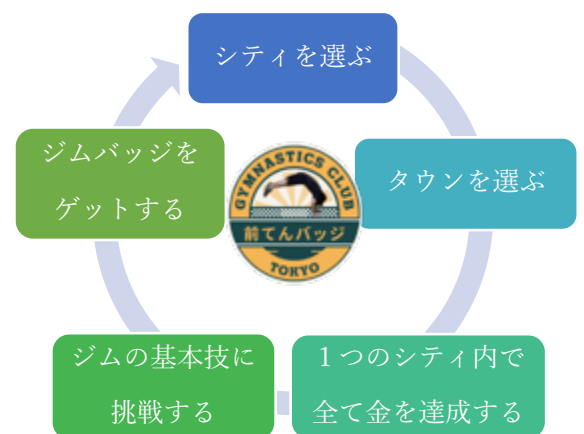 シティを選ぶ
タウンを選ぶ
１つのシティ内で
全て金を達成する
ジムの基本技に
挑戦する
ジムバッジを
ゲットする
GYMNASTICS CLUB
前てんバッジ
TOKYO